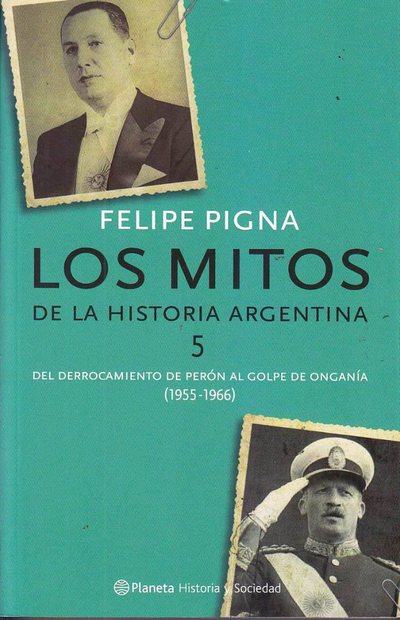 FELIPE PIGNA
LOS MITOS
DE LA HISTORIA ARGENTINA
5
DEL DERROCAMIENTO DE PERÓN AL GOLPE DE ONGANÍA
(1955-1966)
Planeta Historia y Sociedad